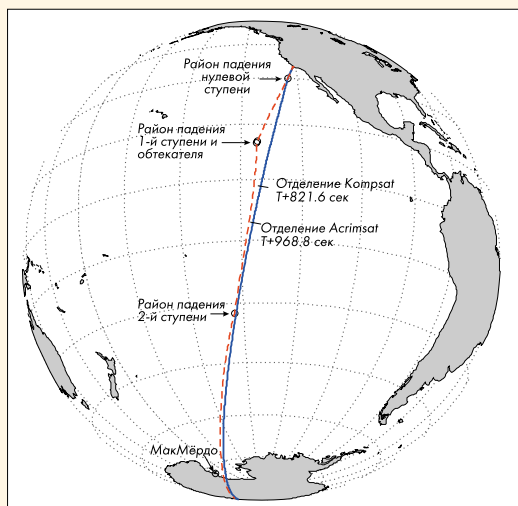 Район падения
нулевой
ступени
Район падения
1-й ступени и
обтекателя
Отделение Kompsat
T+821.6 сек
Отделение Acrimsat
T+968.8 сек
Район падения
2-й ступени
МакМёрдо